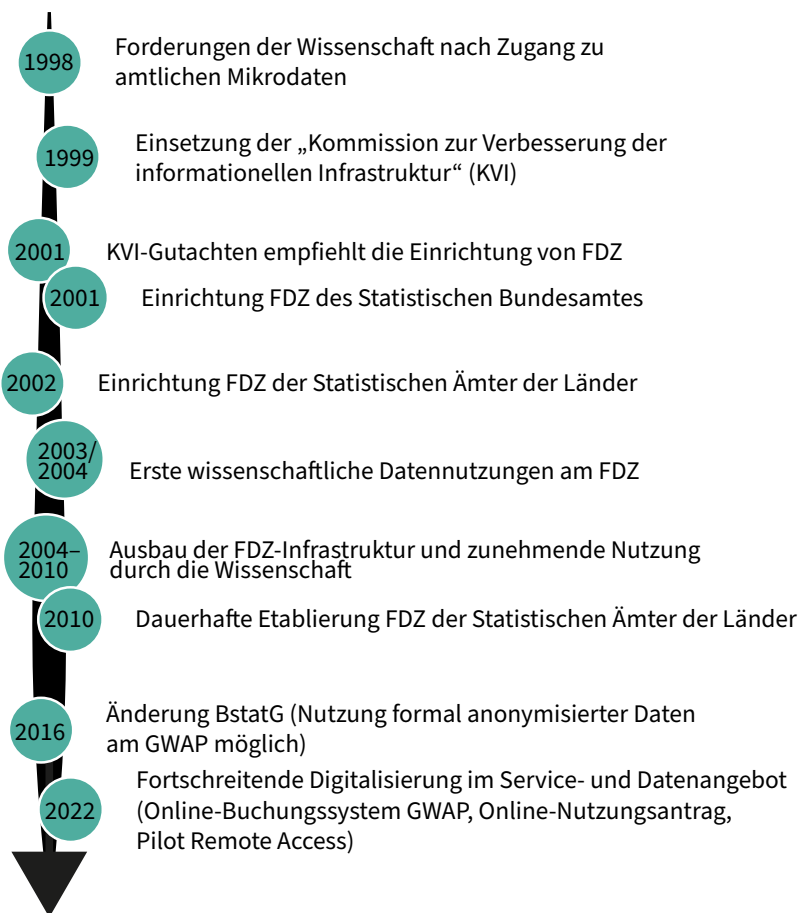 1998
Forderungen der Wissenschaft nach Zugang zu
amtlichen Mikrodaten
1999
Einsetzung der „Kommission zur Verbesserung der
informationellen Infrastruktur“ (KVI)
2001
KVI-Gutachten empfiehlt die Einrichtung von FDZ
2001
Einrichtung FDZ des Statistischen Bundesamtes
2002
Einrichtung FDZ der Statistischen Ämter der Länder
2003/
2004
Erste wissenschaftliche Datennutzungen am FDZ
2004–
2010
Ausbau der FDZ-Infrastruktur und zunehmende Nutzung
durch die Wissenschaft
2010
Dauerhafte Etablierung FDZ der Statistischen Ämter der Länder
2016
Änderung BstatG (Nutzung formal anonymisierter Daten
am GWAP möglich)
2022
Fortschreitende Digitalisierung im Service- und Datenangebot
(Online-Buchungssystem GWAP, Online-Nutzungsantrag,
Pilot Remote Access)